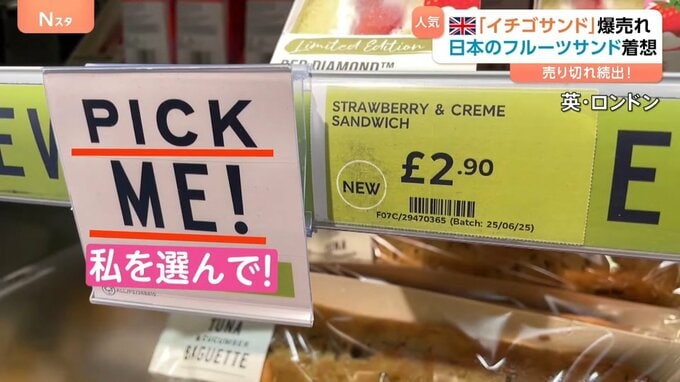 Nスタ
人気
「イチゴサンド」爆売れ
日本のフルーツサンド着想
売り切れ続出!
英・ロンドン
Limited Edition
RED DIAMOND™
PICK
ME!
私を選んで!
STRAWBERRY & CREME
SANDWICH
NEW
£2.90
F07C/29470365 (Batch: 25/06/25)
TUNA
& CUCUMBER
BAGUETTE